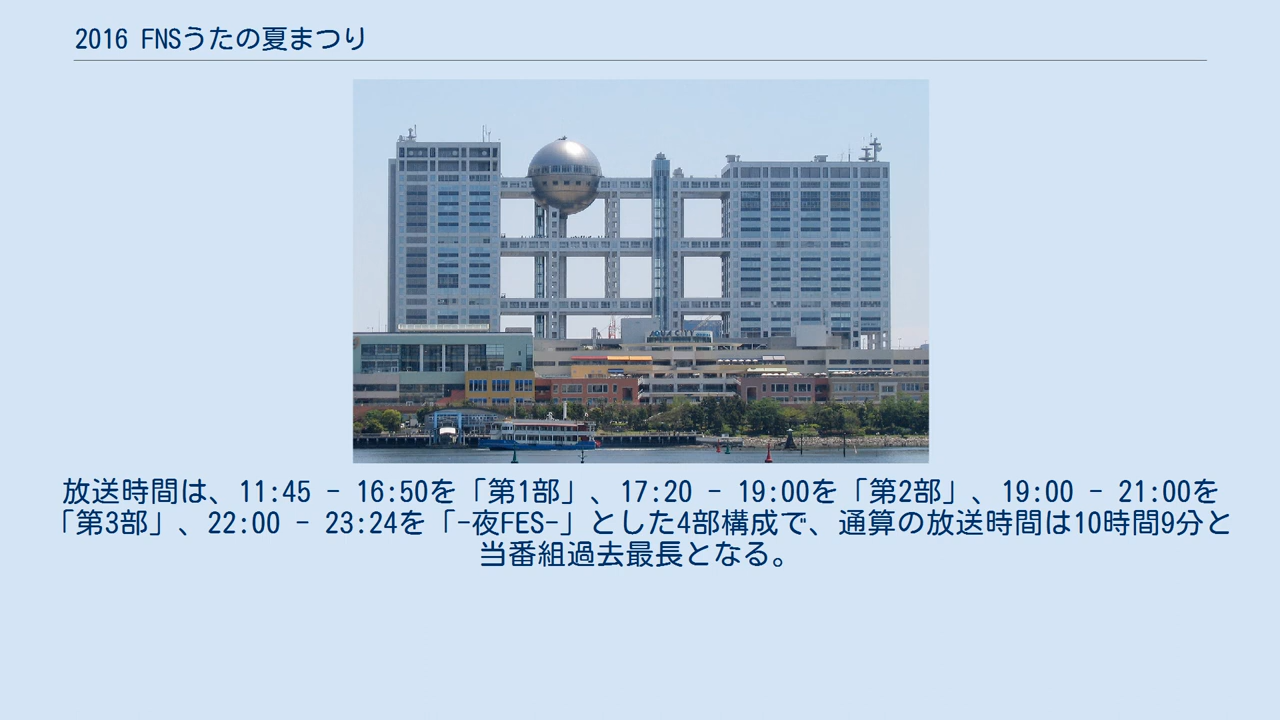 2016 FNSうたの夏まつり
AQUA CITY
放送時間は、11:45 - 16:50を「第1部」、17:20 - 19:00を「第2部」、19:00 - 21:00を
「第3部」、22:00 - 23:24を「-夜FES-」とした4部構成で、通算の放送時間は10時間9分と
当番組過去最長となる。